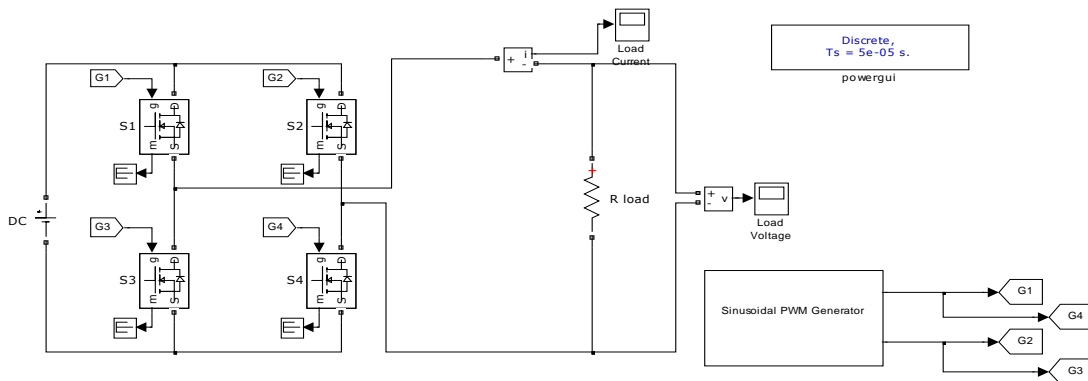 Discrete,
Ts = 5e-05 s.
powergui
i
+
-
Load
Current
G1
g
D
S1
m
S
G2
g
D
S2
m
S
+
R load
+
v
-
Load
Voltage
DC
+
G3
g
D
S3
m
S
G4
g
D
S4
m
S
Sinusoidal PWM Generator
G1
G4
G2
G3